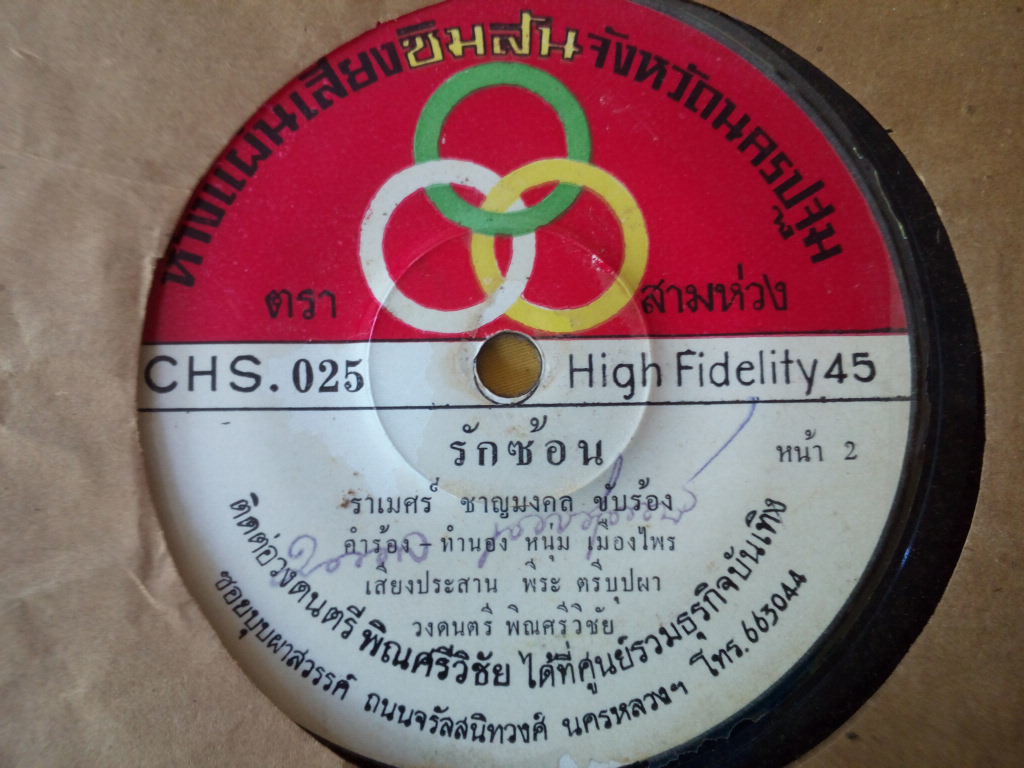 ห้างแผ่นเสียงชิมสันจังหวัดนครปฐม
ตรา สามห่วง
CHS. 025 High Fidelity 45
รักซ้อน หน้า 2
ราเมศร์ ชาญมงคล ขับร้อง
คำร้อง - ทำนอง หนุ่ม เมืองไพร
เสียงประสาน พีระ ตรีบุปผา
วงดนตรี พิณศรีวิชัย
ติดต่อวงดนตรีพิณศรีวิชัย ได้ที่ศูนย์รวมธุรกิจบันเทิง
ซอยบุบผาสวรรค์ ถนนจรัลสนิทวงศ์ นครหลวงฯ โทร. 663044